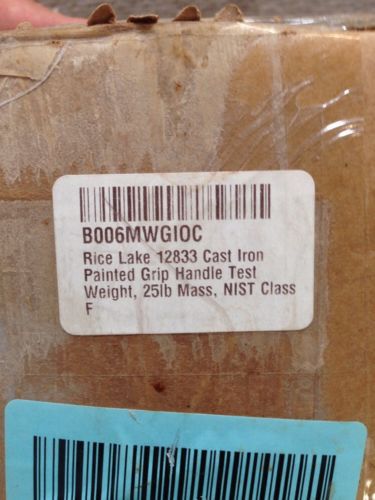 B006MWGIOC
Rice Lake 12833 Cast Iron
Painted Grip Handle Test
Weight, 25lb Mass, NIST Class
F